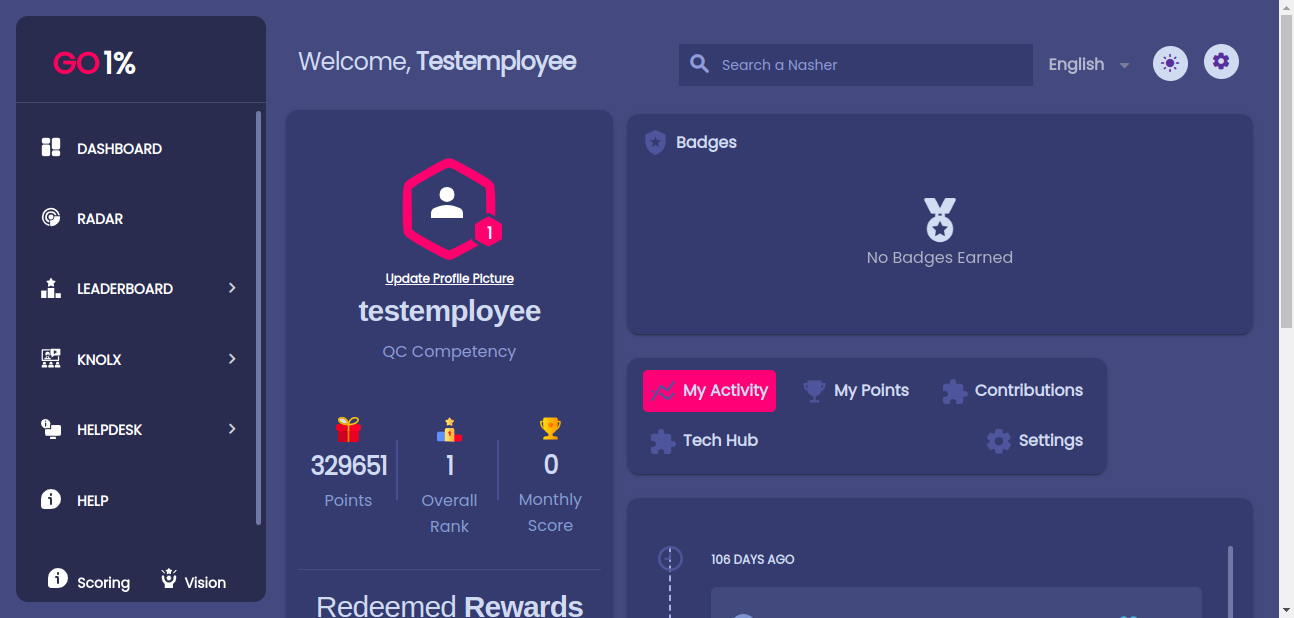 GO1%
DASHBOARD
RADAR
LEADERBOARD
KNOLX
HELPDESK
HELP
Scoring
Vision
Welcome, Testemployee
Search a Nasher
English
1
Update Profile Picture
testemployee
QC Competency
329651
Points
1
Overall
Rank
0
Monthly
Score
Redeemed Rewards
Badges
No Badges Earned
My Activity
My Points
Contributions
Tech Hub
Settings
106 DAYS AGO